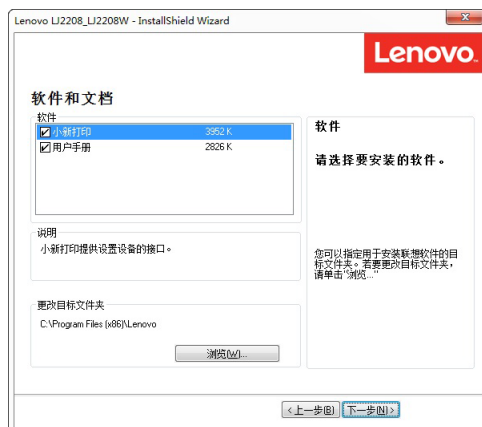 Lenovo LJ2208_LJ2208W - InstallShield Wizard
Lenovo
软件和文档
软件
小新打印 3952 K
用户手册 2826 K
说明
小新打印提供设置设备的接口。
更改目标文件夹
C:\Program Files (x86)\Lenovo
浏览(W)...
软件
请选择要安装的软件。
您可以指定用于安装联想软件的目
标文件夹。若要更改目标文件夹，
请单击“浏览...”
<上一步(B)
下一步(N)>